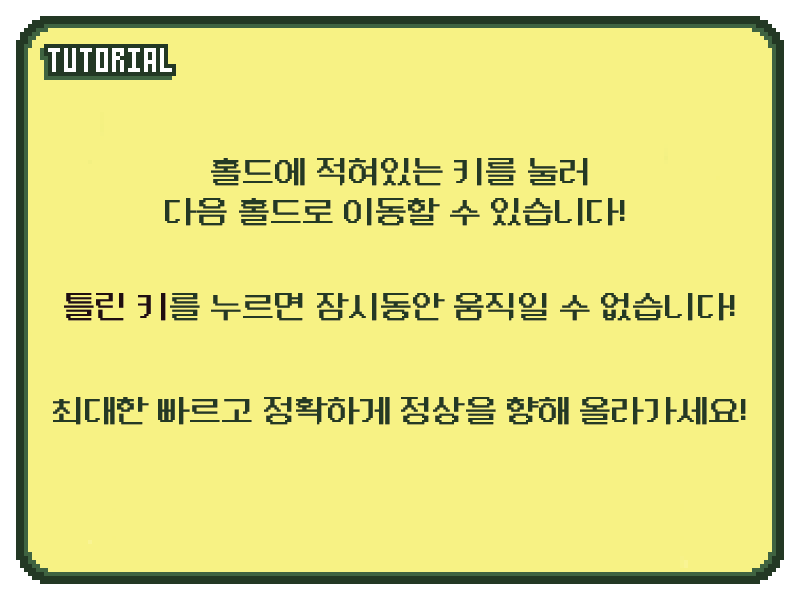 TUTORIAL
홀드에 적혀있는 키를 눌러
다음 홀드로 이동할 수 있습니다!
틀린 키를 누르면 잠시동안 움직일 수 없습니다!
최대한 빠르고 정확하게 정상을 향해 올라가세요!